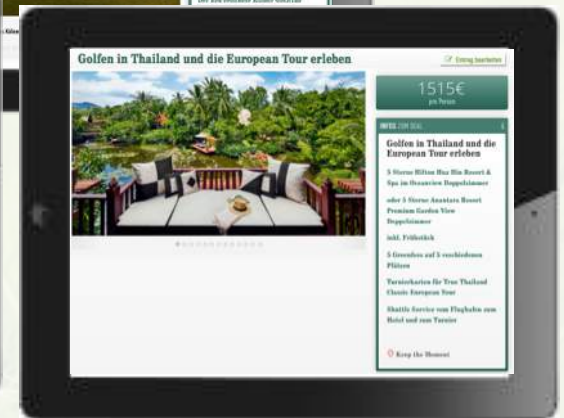 Golfen in Thailand und die European Tour erleben
Eintrag bearbeiten
1515€
pro Person
INFOS ZUM DEAL
Golfen in Thailand und die
European Tour erleben
5 Sterne Hilton Hua Hin Resort &
Spa im Oceanview Doppelzimmer
oder 5 Sterne Anantara Resort
Premium Garden View
Doppelzimmer
inkl. Frühstück
5 Greenfees auf 5 verschiedenen
Plätzen
Turnierkarten für True Thailand
Classic European Tour
Shuttle Service vom Flughafen zum
Hotel und zum Turnier
Keep the Moment